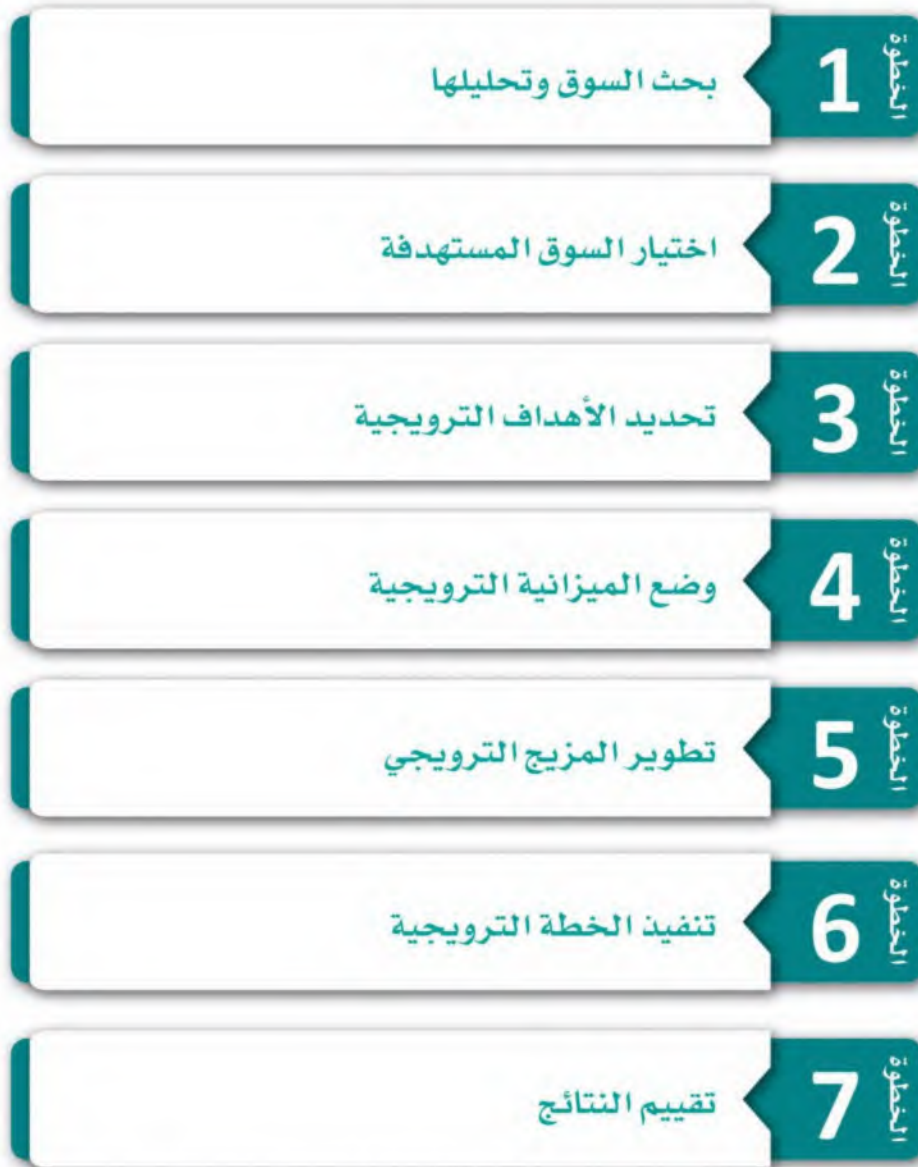 الخطوة 1
بحث السوق وتحليلها
الخطوة 2
اختيار السوق المستهدفة
الخطوة 3
تحديد الأهداف الترويجية
الخطوة 4
وضع الميزانية الترويجية
الخطوة 5
تطوير المزيج الترويجي
الخطوة 6
تنفيذ الخطة الترويجية
الخطوة 7
تقييم النتائج